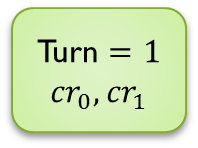 Turn = 1
cr₀, cr₁